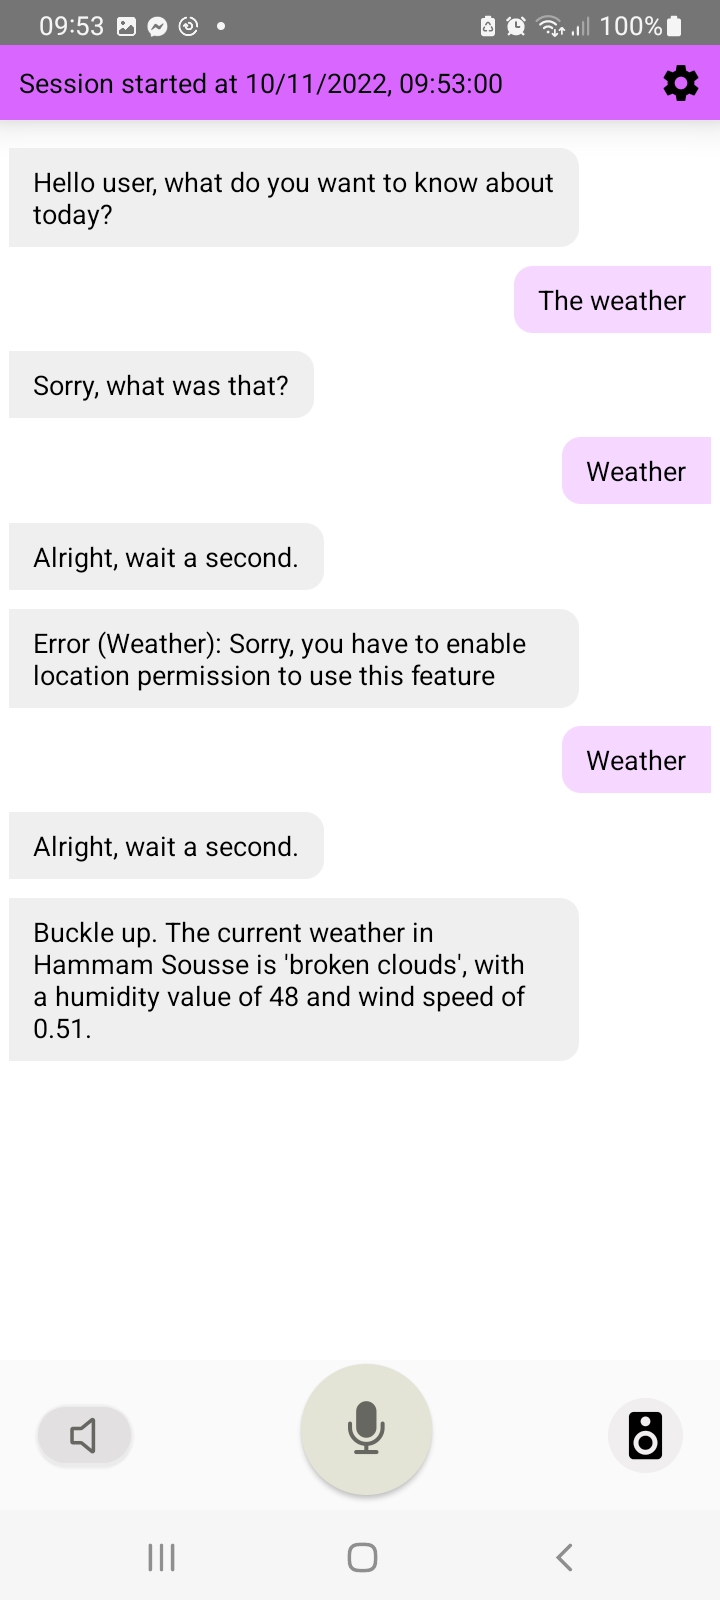 09:53
100%
Session started at 10/11/2022, 09:53:00
Hello user, what do you want to know about
today?
The weather
Sorry, what was that?
Weather
Alright, wait a second.
Error (Weather): Sorry, you have to enable
location permission to use this feature
Weather
Alright, wait a second.
Buckle up. The current weather in
Hammam Sousse is 'broken clouds', with
a humidity value of 48 and wind speed of
0.51.